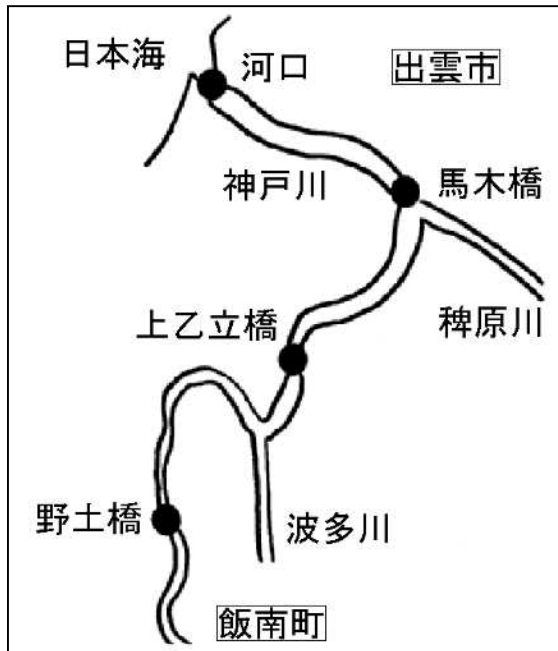 日本海
河口
出雲市
神戸川
馬木橋
稗原川
上乙立橋
野土橋
波多川
飯南町